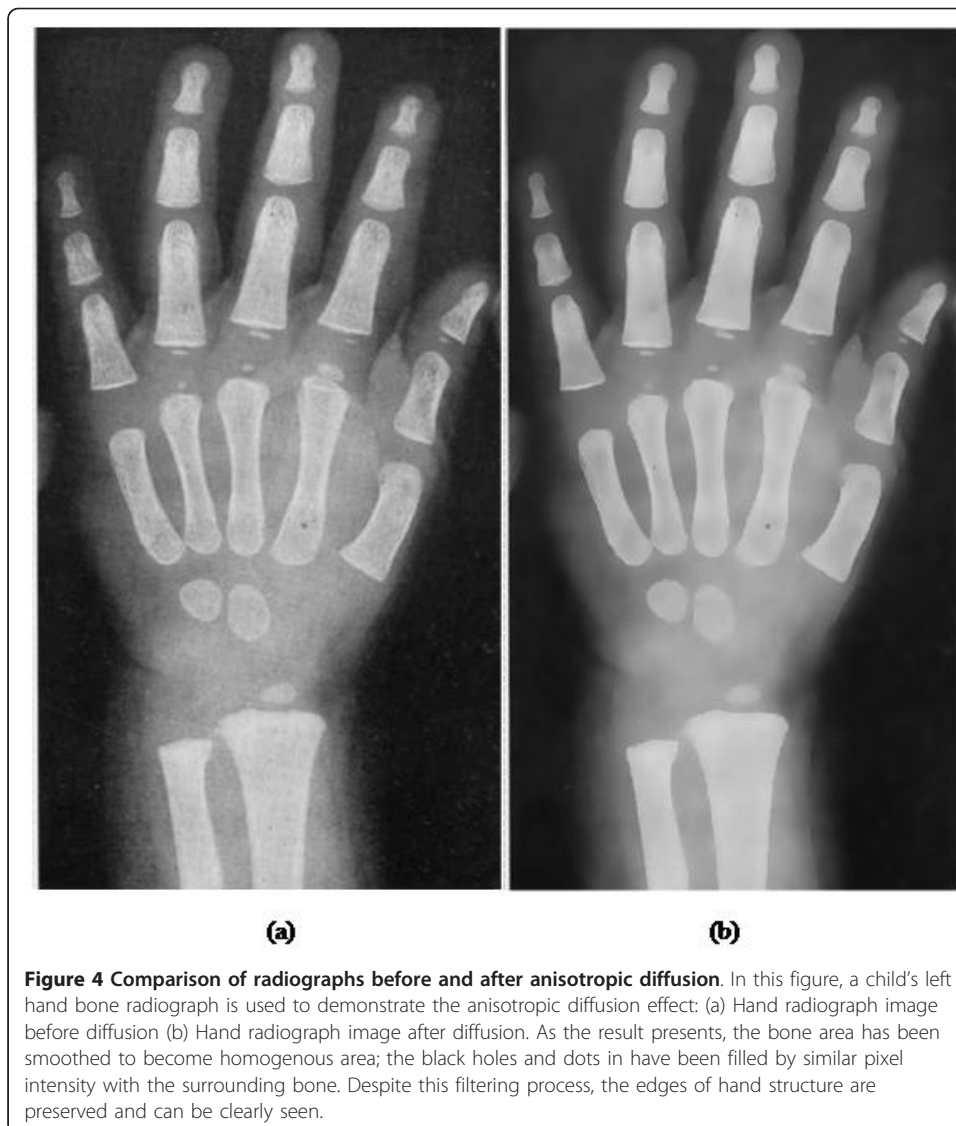 (a) (b)
Figure 4 Comparison of radiographs before and after anisotropic diffusion. In this figure, a child's left
hand bone radiograph is used to demonstrate the anisotropic diffusion effect: (a) Hand radiograph image
before diffusion (b) Hand radiograph image after diffusion. As the result presents, the bone area has been
smoothed to become homogenous area; the black holes and dots in have been filled by similar pixel
intensity with the surrounding bone. Despite this filtering process, the edges of hand structure are
preserved and can be clearly seen.